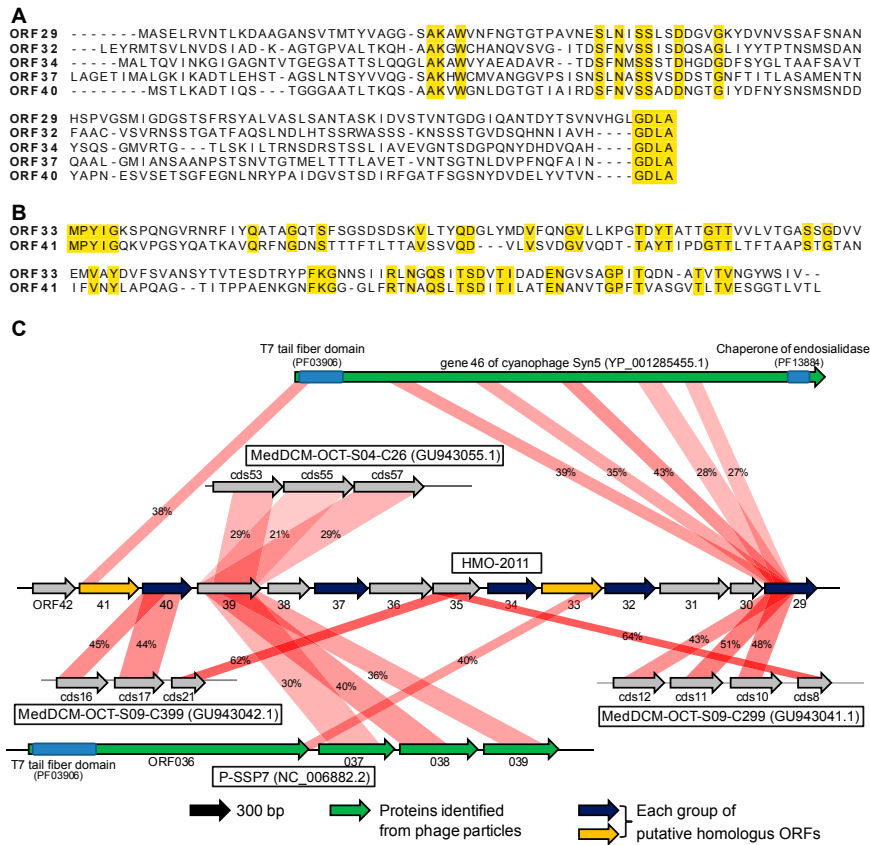 A
ORF29 - - - - - - -MASELRVNTLKDAAGANSVTMTYVAGG-SAKAWVNFNGTGTPAVNESLNISSLSDDGVGKYDVNVSSAFSNAN
ORF32 - - -LEYRMTSVLNVDSIAD-K-AGTGPVALTKQH-AAKGWCHANQVSVG-ITDSFNVSSISDDQSAGLIYYTPTNSMSDAN
ORF34 - - - - -MALTQVINKGIGAGNTVTGEGSATTSLQQGLAKAWVYAEADAVR-TDDSFNMSSSTDHGDGDFSYGLTAAFSAVT
ORF37 LAGETIMALGKIKADTLEHST-AGSLNTSYVVQG-SAKHWCMVANGGVPISINSLNVSSVDDSTGNFTITLASAMENTN
ORF40 - - - - - - - -MSTLKADTIQS- -TGGGAATLTKQS-AAKVWGNLDGTGTIAIRDSFNVSSVADDNGTGIYDFNYSNSMSNDD
ORF29 HSPVGSMIGDGSTSFRSYALVASLSANTASKIDVSTVNTGDGIQANTDYTSVNVHGLGDLA
ORF32 FAAC-VSVRNSSTGATFAQSLNDLHTSSRWASSS-KNSSSTGVDSQHNNIAVH- - - -GDLA
ORF34 YSQS-GMVRTG- - -TLSKILTRNSDRSTSSLIAVEVGNTSDGPQNYDHDVQAH- - - -GDLA
ORF37 QAAL-GMIANSAANPSTSNVTGTMELTTTLAVET-VNTSGTNLDVPFNQFAIN- - - -GDLA
ORF40 YAPN-ESVSETSGFEGNLNRYPAIDGVSTSDIRFGATFSGSNYDVDELYVTVN- - - -GDLA
B
ORF33 MPYIGKSPQNGVRNRFIYQATAGQTSFSGSDSDSKVLTYQDGLYMDVFQNGVLLKPGTDYTATTGTTVVLVTGASSGDVV
ORF41 MPYIGQKVPGSYQATKAVQRFNGDNSTTTFTLTTAVSSVQD- - -VLVSVDGVVQDT-TAYTIPDGTTLTFTAAPSTGTAN
ORF33 EMVAYDVFSVANSYTVTESDTRYPFKGNNSIIRLNGQSITSDVTIDADENGVSAGPITQDN-ATVTVNGYWSIV- -
ORF41 IFVNYLAPQAG-TITPPAENKGNFKGG-GLFRTNAQSLTSDITILATENANVTGPFTVASGVTLTVESGGTLVTL
C
T7 tail fiber domain
(PF03906)
gene 46 of cyanophage Syn5 (YP_001285455.1)
Chaperone of endosialidase
(PF13884)
MedDCM-OCT-S04-C26 (GU943055.1)
cds53 cds55 cds57
39% 35% 43% 28% 27%
38%
29% 21% 29%
HMO-2011
ORF42 41 40 39 38 37 36 35 34 33 32 31 30 29
45% 44% 62% 30% 40% 36% 40% 64% 43% 51% 48%
cds16 cds17 cds21
MedDCM-OCT-S09-C399 (GU943042.1)
cds12 cds11 cds10 cds8
MedDCM-OCT-S09-C299 (GU943041.1)
T7 tail fiber domain
(PF03906)
ORF036 037 038 039
P-SSP7 (NC_006882.2)
300 bp
Proteins identified
from phage particles
Each group of
putative homologus ORFs